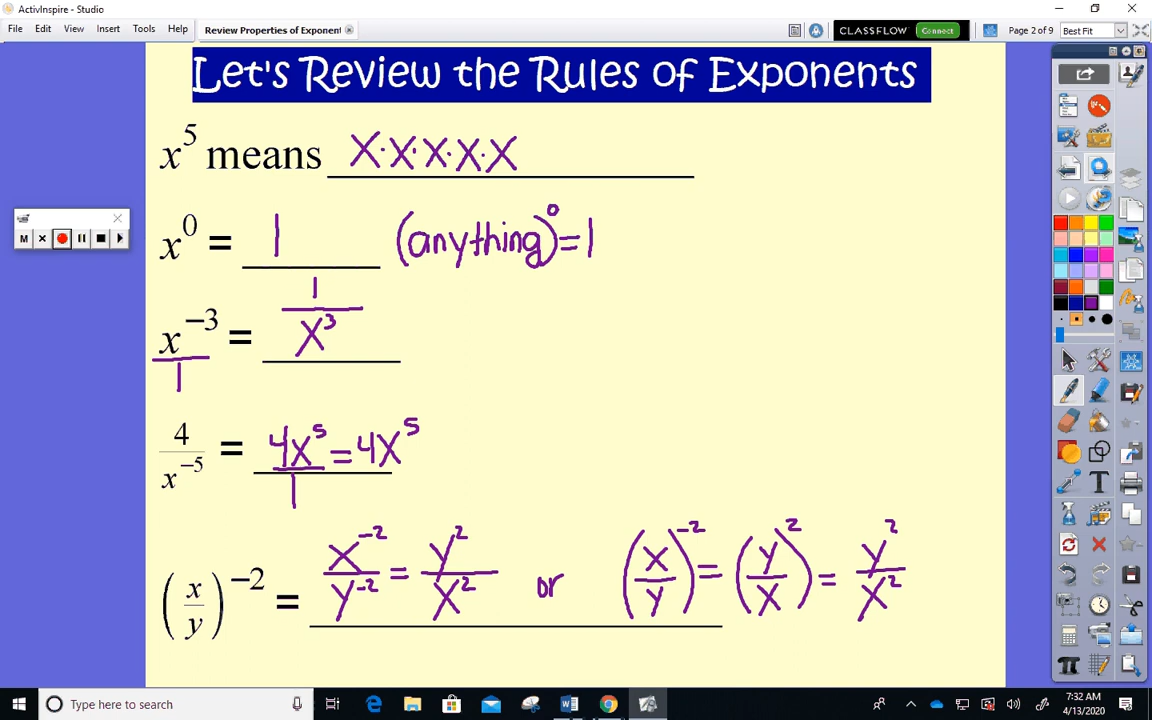 ActivInspire - Studio
File Edit View Insert Tools Help Review Properties of Exponent CLASSFLOW Connect Page 2 of 9 Best Fit
Let's Review the Rules of Exponents
x^5 means X·X·X·X·X
x^0 = 1 (anything)^0 = 1
M
x^-3/1 = 1/X^3
4/x^-5 = 4X^5/1 = 4X^5
(x/y)^-2 = X^-2/Y^-2 = Y^2/X^2 or (X/Y)^-2 = (Y/X)^2 = Y^2/X^2
Type here to search
7:32 AM
4/13/2020